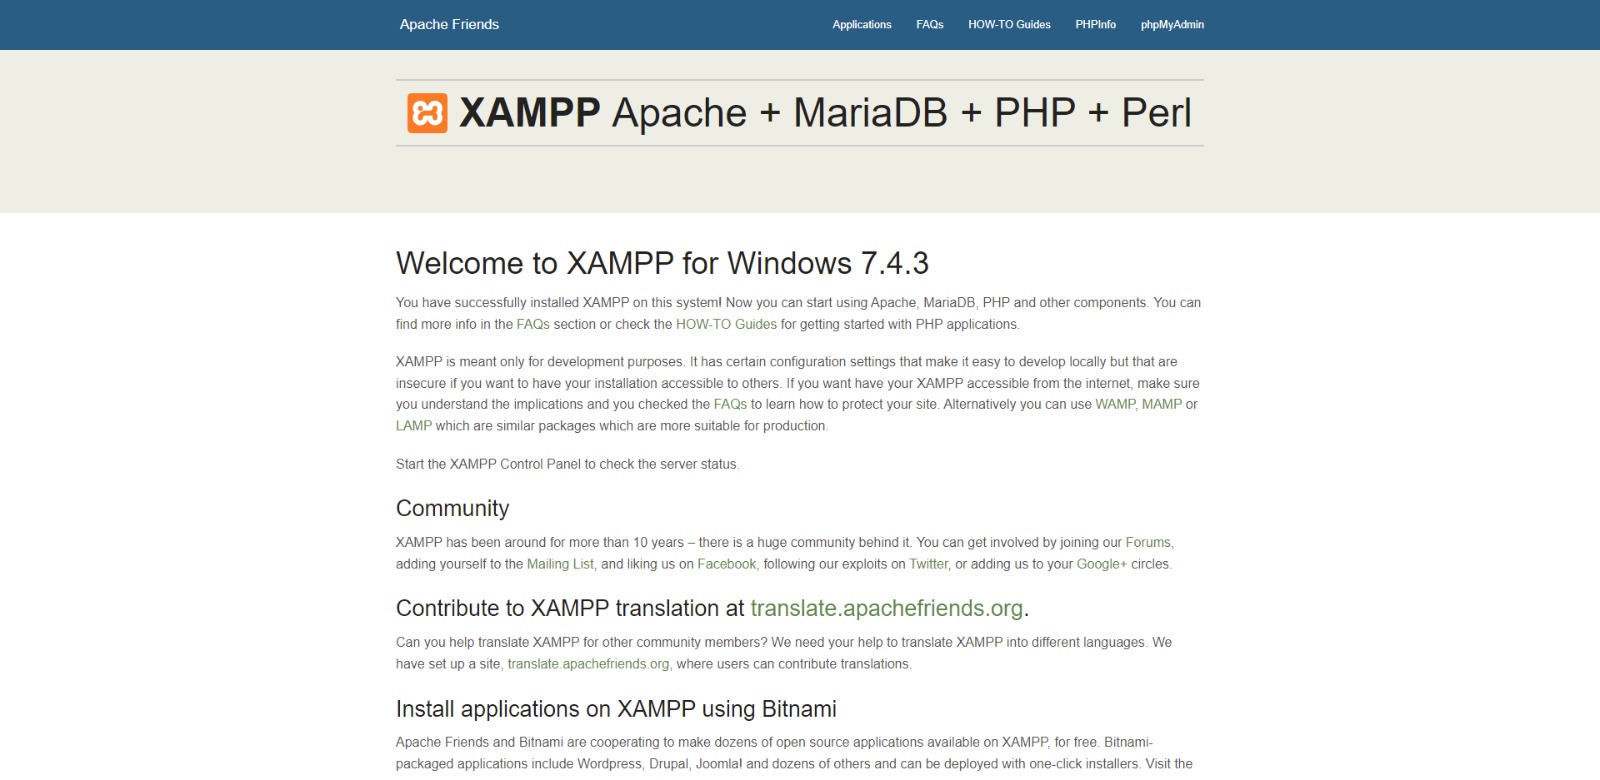 Apache Friends
Applications FAQs HOW-TO Guides PHPInfo phpMyAdmin
XAMPP Apache + MariaDB + PHP + Perl
Welcome to XAMPP for Windows 7.4.3
You have successfully installed XAMPP on this system! Now you can start using Apache, MariaDB, PHP and other components. You can
find more info in the FAQs section or check the HOW-TO Guides for getting started with PHP applications.
XAMPP is meant only for development purposes. It has certain configuration settings that make it easy to develop locally but that are
insecure if you want to have your installation accessible to others. If you want have your XAMPP accessible from the internet, make sure
you understand the implications and you checked the FAQs to learn how to protect your site. Alternatively you can use WAMP, MAMP or
LAMP which are similar packages which are more suitable for production.
Start the XAMPP Control Panel to check the server status.
Community
XAMPP has been around for more than 10 years – there is a huge community behind it. You can get involved by joining our Forums,
adding yourself to the Mailing List, and liking us on Facebook, following our exploits on Twitter, or adding us to your Google+ circles.
Contribute to XAMPP translation at translate.apachefriends.org.
Can you help translate XAMPP for other community members? We need your help to translate XAMPP into different languages. We
have set up a site, translate.apachefriends.org, where users can contribute translations.
Install applications on XAMPP using Bitnami
Apache Friends and Bitnami are cooperating to make dozens of open source applications available on XAMPP, for free. Bitnami-
packaged applications include Wordpress, Drupal, Joomla! and dozens of others and can be deployed with one-click installers. Visit the